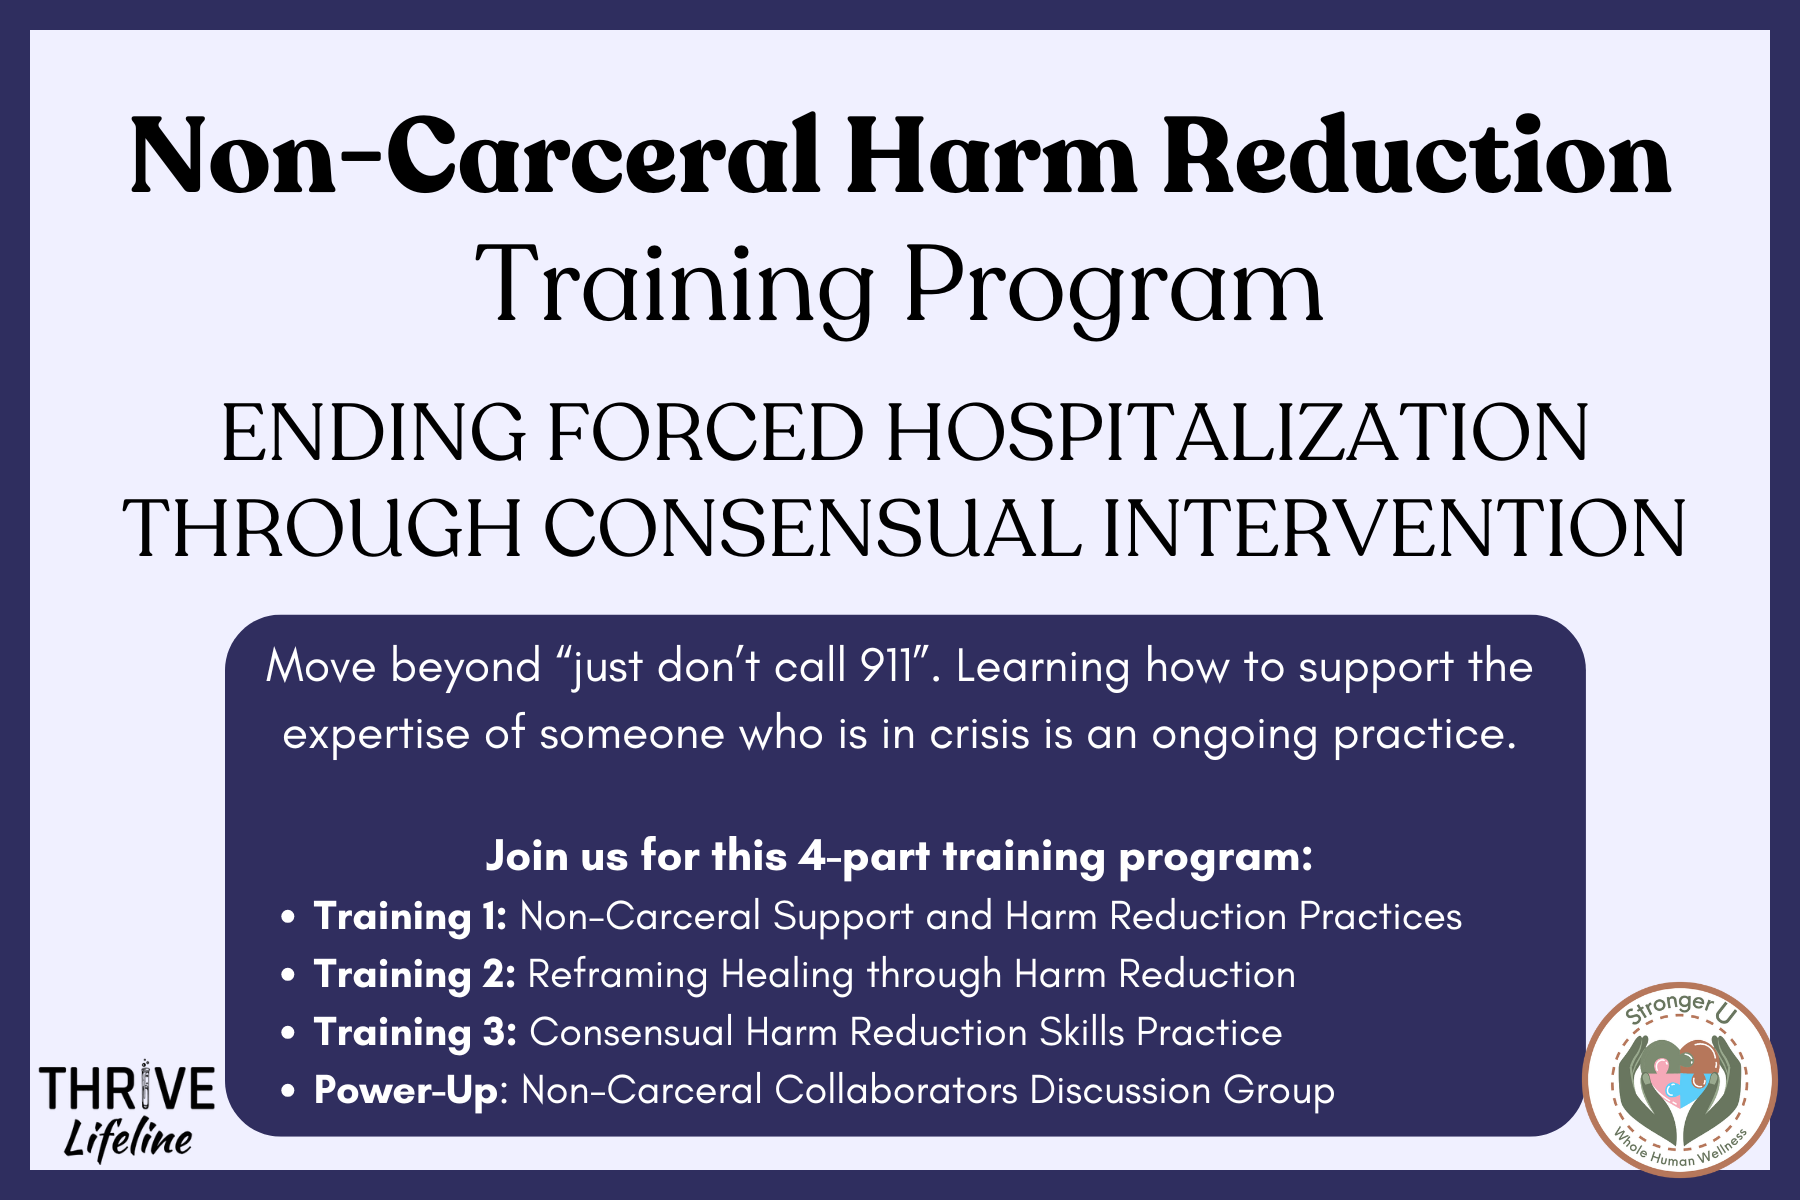 Non-Carceral Harm Reduction
Training Program
ENDING FORCED HOSPITALIZATION
THROUGH CONSENSUAL INTERVENTION
Move beyond “just don’t call 911”. Learning how to support the
expertise of someone who is in crisis is an ongoing practice.
Join us for this 4-part training program:
• Training 1: Non-Carceral Support and Harm Reduction Practices
• Training 2: Reframing Healing through Harm Reduction
• Training 3: Consensual Harm Reduction Skills Practice
• Power-Up: Non-Carceral Collaborators Discussion Group
THRIVE
Lifeline
Stronger U
Whole Human Wellness